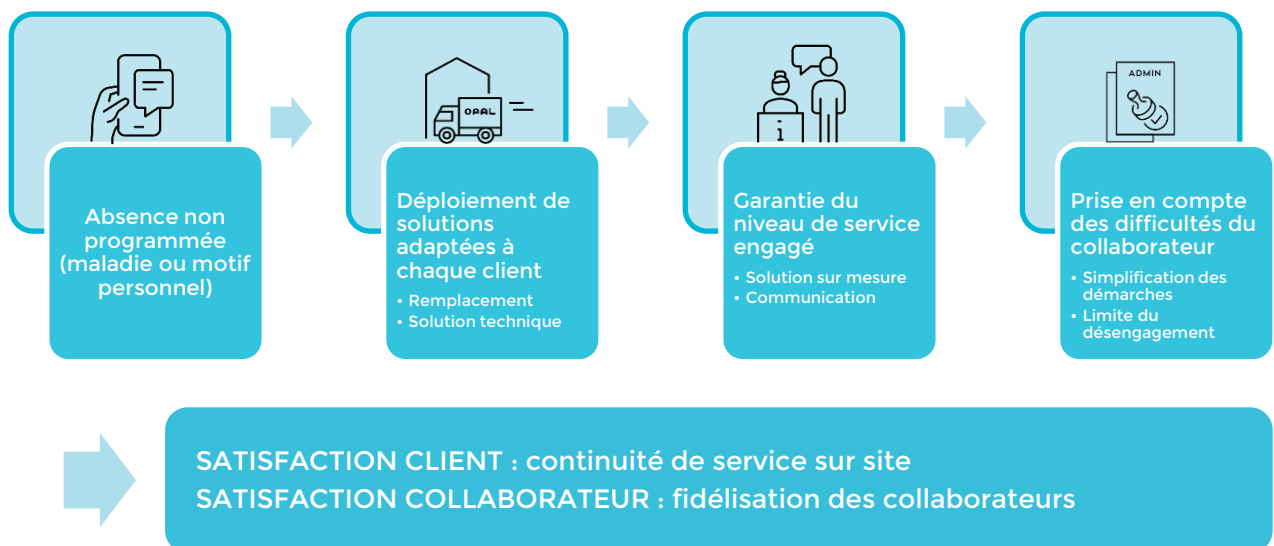 OPAL
i
ADMIN
Absence non
programmée
(maladie ou motif
personnel)
Déploiement de
solutions
adaptées à
chaque client
• Remplacement
• Solution technique
Garantie du
niveau de service
engagé
• Solution sur mesure
• Communication
Prise en compte
des difficultés du
collaborateur
• Simplification des
démarches
• Limite du
désengagement
SATISFACTION CLIENT : continuité de service sur site
SATISFACTION COLLABORATEUR : fidélisation des collaborateurs